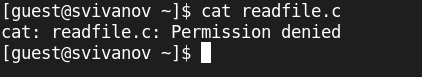 [guest@svivanov ~]$ cat readfile.c
cat: readfile.c: Permission denied
[guest@svivanov ~]$